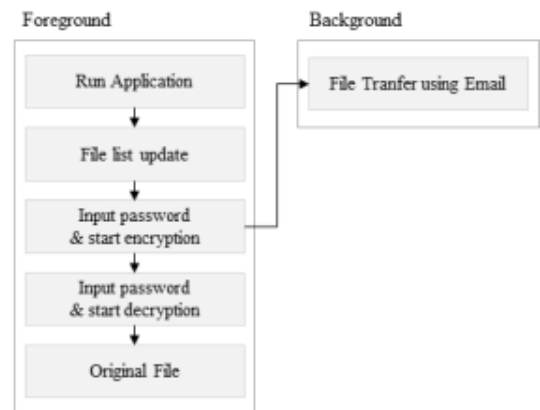 Foreground
Run Application
File list update
Input password
& start encryption
Input password
& start decryption
Original File
Background
File Tranfer using Email